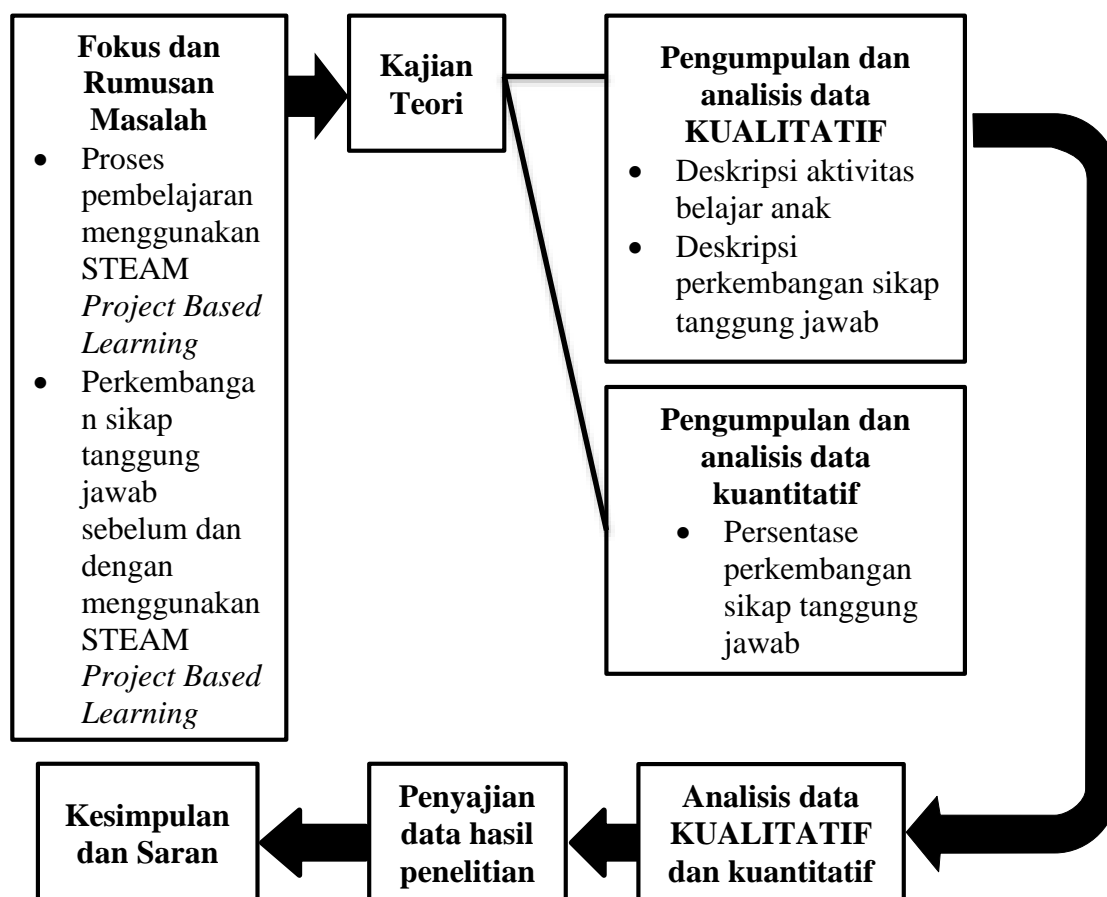 Fokus dan
Rumusan
Masalah
• Proses
pembelajaran
menggunakan
STEAM
Project Based
Learning
• Perkembanga
n sikap
tanggung
jawab
sebelum dan
dengan
menggunakan
STEAM
Project Based
Learning
Kajian
Teori
Pengumpulan dan
analisis data
KUALITATIF
• Deskripsi aktivitas
belajar anak
• Deskripsi
perkembangan sikap
tanggung jawab
Pengumpulan dan
analisis data
kuantitatif
• Persentase
perkembangan
sikap tanggung
jawab
Analisis data
KUALITATIF
dan kuantitatif
Penyajian
data hasil
penelitian
Kesimpulan
dan Saran